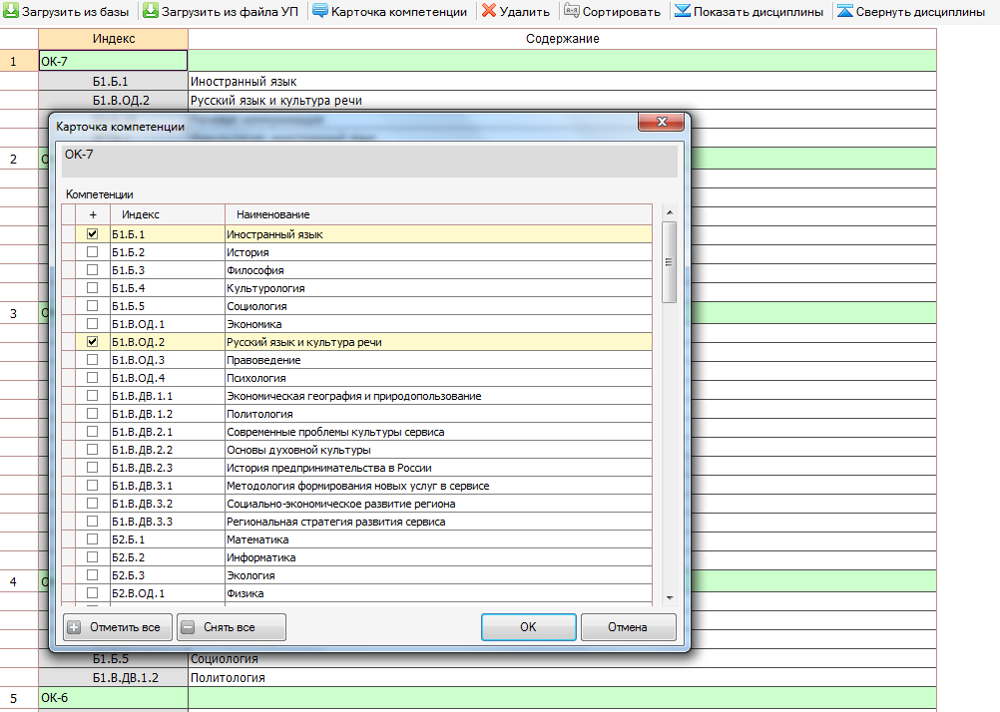 Загрузить из базы Загрузить из файла УП Карточка компетенции Удалить Сортировать Показать дисциплины Свернуть дисциплины
Индекс Содержание
1 ОК-7
Б1.Б.1 Иностранный язык
Б1.В.ОД.2 Русский язык и культура речи
Карточка компетенции
ОК-7
Компетенции
+ Индекс Наименование
Б1.Б.1 Иностранный язык
Б1.Б.2 История
Б1.Б.3 Философия
Б1.Б.4 Культурология
Б1.Б.5 Социология
Б1.В.ОД.1 Экономика
Б1.В.ОД.2 Русский язык и культура речи
Б1.В.ОД.3 Правоведение
Б1.В.ОД.4 Психология
Б1.В.ДВ.1.1 Экономическая география и природопользование
Б1.В.ДВ.1.2 Политология
Б1.В.ДВ.2.1 Современные проблемы культуры сервиса
Б1.В.ДВ.2.2 Основы духовной культуры
Б1.В.ДВ.2.3 История предпринимательства в России
Б1.В.ДВ.3.1 Методология формирования новых услуг в сервисе
Б1.В.ДВ.3.2 Социально-экономическое развитие региона
Б1.В.ДВ.3.3 Региональная стратегия развития сервиса
Б2.Б.1 Математика
Б2.Б.2 Информатика
Б2.Б.3 Экология
Б2.В.ОД.1 Физика
Отметить все Снять все OK Отмена
2
3
4
Б1.Б.5 Социология
Б1.В.ДВ.1.2 Политология
5 ОК-6